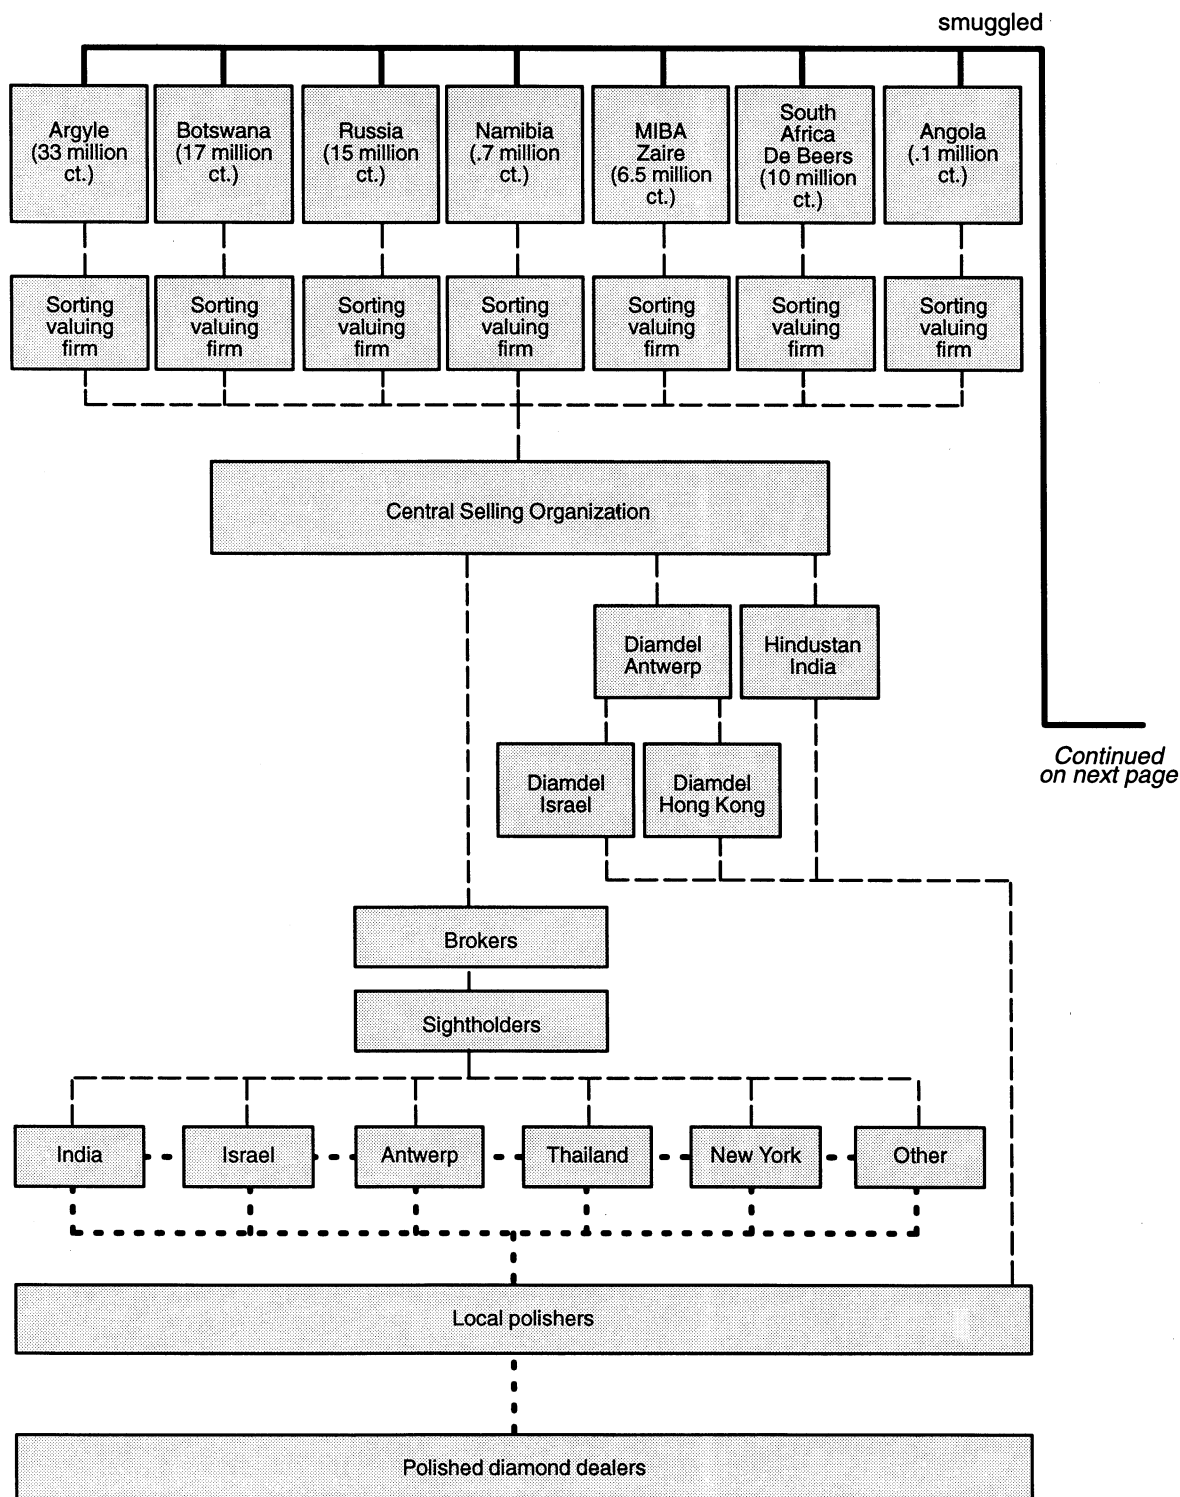 smuggled
Argyle
(33 million
ct.)
Botswana
(17 million
ct.)
Russia
(15 million
ct.)
Namibia
(.7 million
ct.)
MIBA
Zaire
(6.5 million
ct.)
South
Africa
De Beers
(10 million
ct.)
Angola
(.1 million
ct.)
Sorting
valuing
firm
Sorting
valuing
firm
Sorting
valuing
firm
Sorting
valuing
firm
Sorting
valuing
firm
Sorting
valuing
firm
Sorting
valuing
firm
Central Selling Organization
Diamdel
Antwerp
Hindustan
India
Continued
on next page
Diamdel
Israel
Diamdel
Hong Kong
Brokers
Sightholders
India
Israel
Antwerp
Thailand
New York
Other
Local polishers
Polished diamond dealers